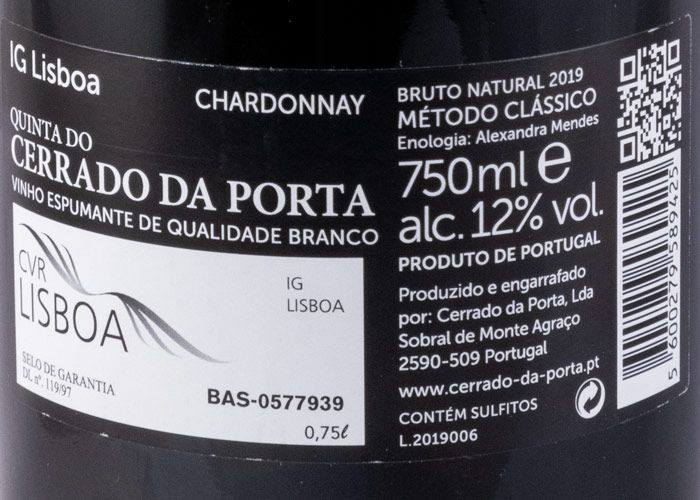 IG Lisboa
CHARDONNAY
QUINTA DO
CERRADO DA PORTA
VINHO ESPUMANTE DE QUALIDADE BRANCO
CVR
LISBOA
IG
LISBOA
SELO DE GARANTIA
DL nº. 119/97
BAS-0577939
0,75ℓ
BRUTO NATURAL 2019
MÉTODO CLÁSSICO
Enologia: Alexandra Mendes
750ml e
alc. 12% vol.
PRODUTO DE PORTUGAL
Produzido e engarrafado
por: Cerrado da Porta, Lda
Sobral de Monte Agraço
2590-509 Portugal
www.cerrado-da-porta.pt
CONTÉM SULFITOS
L.2019006
5 600279 589425